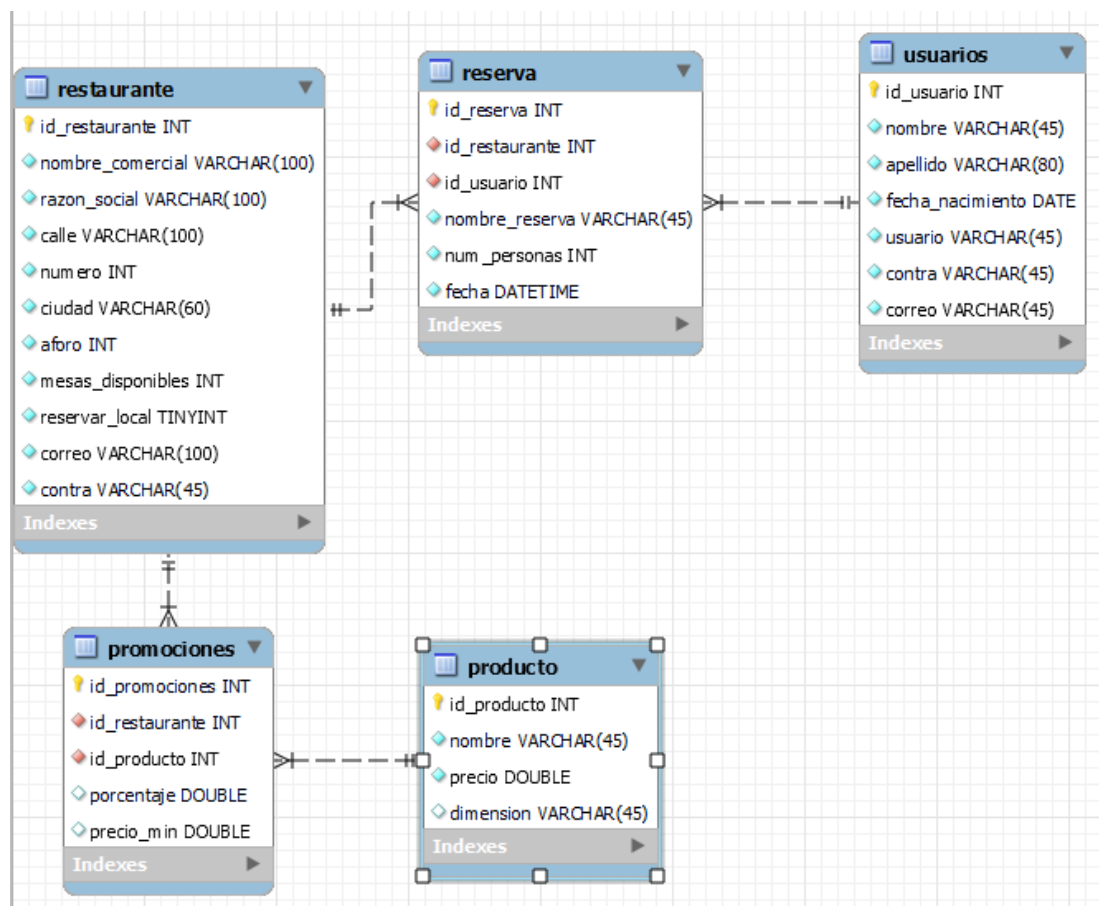 restaurante
id_restaurante INT
nombre_comercial VARCHAR(100)
razon_social VARCHAR(100)
calle VARCHAR(100)
numero INT
ciudad VARCHAR(60)
aforo INT
mesas_disponibles INT
reservar_local TINYINT
correo VARCHAR(100)
contra VARCHAR(45)
Indexes
reserva
id_reserva INT
id_restaurante INT
id_usuario INT
nombre_reserva VARCHAR(45)
num_personas INT
fecha DATETIME
Indexes
usuarios
id_usuario INT
nombre VARCHAR(45)
apellido VARCHAR(80)
fecha_nacimiento DATE
usuario VARCHAR(45)
contra VARCHAR(45)
correo VARCHAR(45)
Indexes
promociones
id_promociones INT
id_restaurante INT
id_producto INT
porcentaje DOUBLE
precio_min DOUBLE
Indexes
producto
id_producto INT
nombre VARCHAR(45)
precio DOUBLE
dimension VARCHAR(45)
Indexes